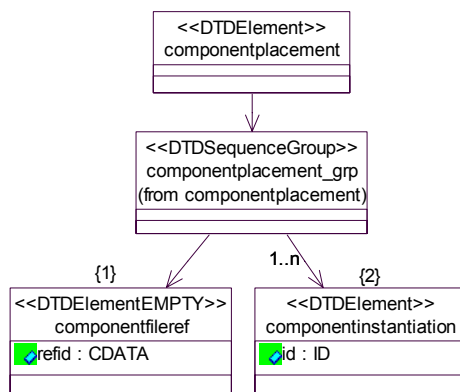 <<DTDElement>>
componentplacement
<<DTDSequenceGroup>>
componentplacement_grp
(from componentplacement)
1..n
{1}
{2}
<<DTDElementEMPTY>>
componentfileref
refid : CDATA
<<DTDElement>>
componentinstantiation
id : ID